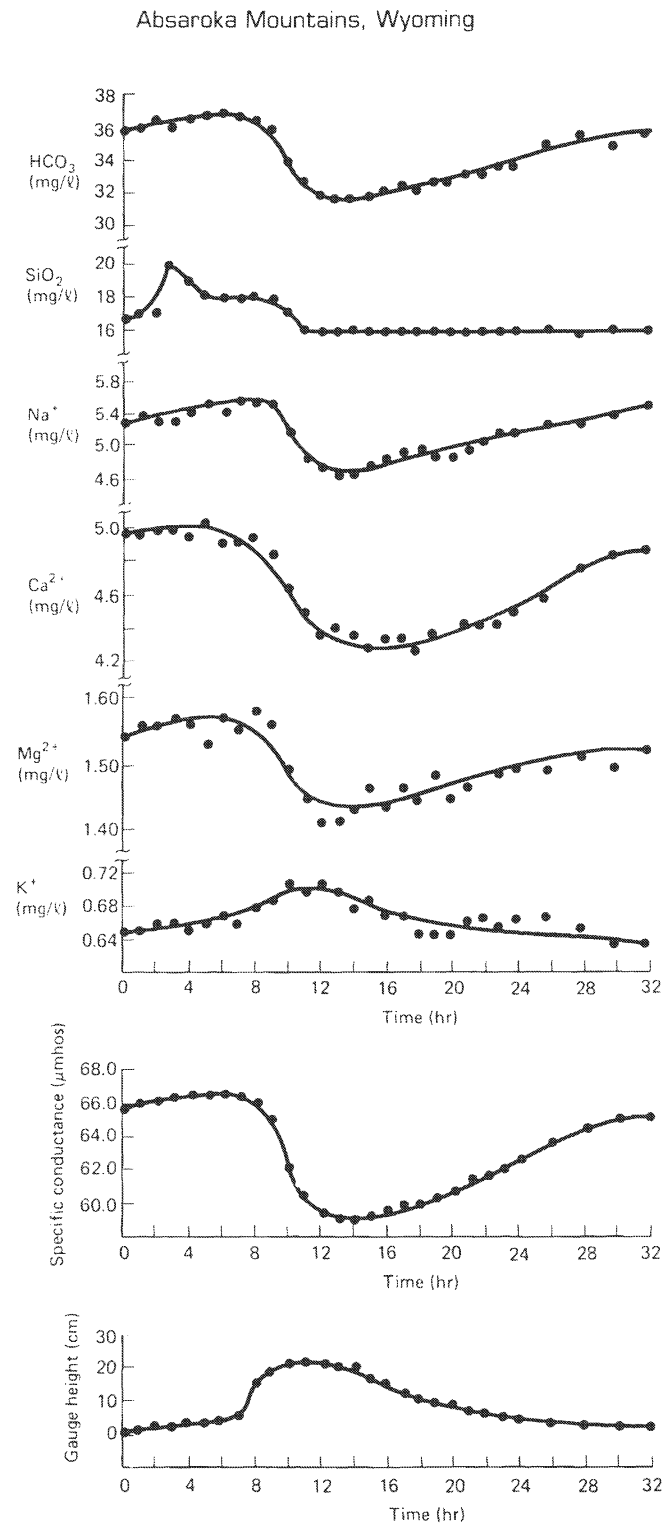 Absaroka Mountains, Wyoming
38
36
34
32
30
HCO3
(mg/ℓ)
20
18
16
SiO2
(mg/ℓ)
5.8
5.4
5.0
4.6
Na+
(mg/ℓ)
5.0
4.6
4.2
Ca2+
(mg/ℓ)
1.60
1.50
1.40
Mg2+
(mg/ℓ)
0.72
0.68
0.64
K+
(mg/ℓ)
0 4 8 12 16 20 24 28 32
Time (hr)
Specific conductance (μmhos)
68.0
66.0
64.0
62.0
60.0
0 4 8 12 16 20 24 28 32
Time (hr)
Gauge height (cm)
30
20
10
0
0 4 8 12 16 20 24 28 32
Time (hr)